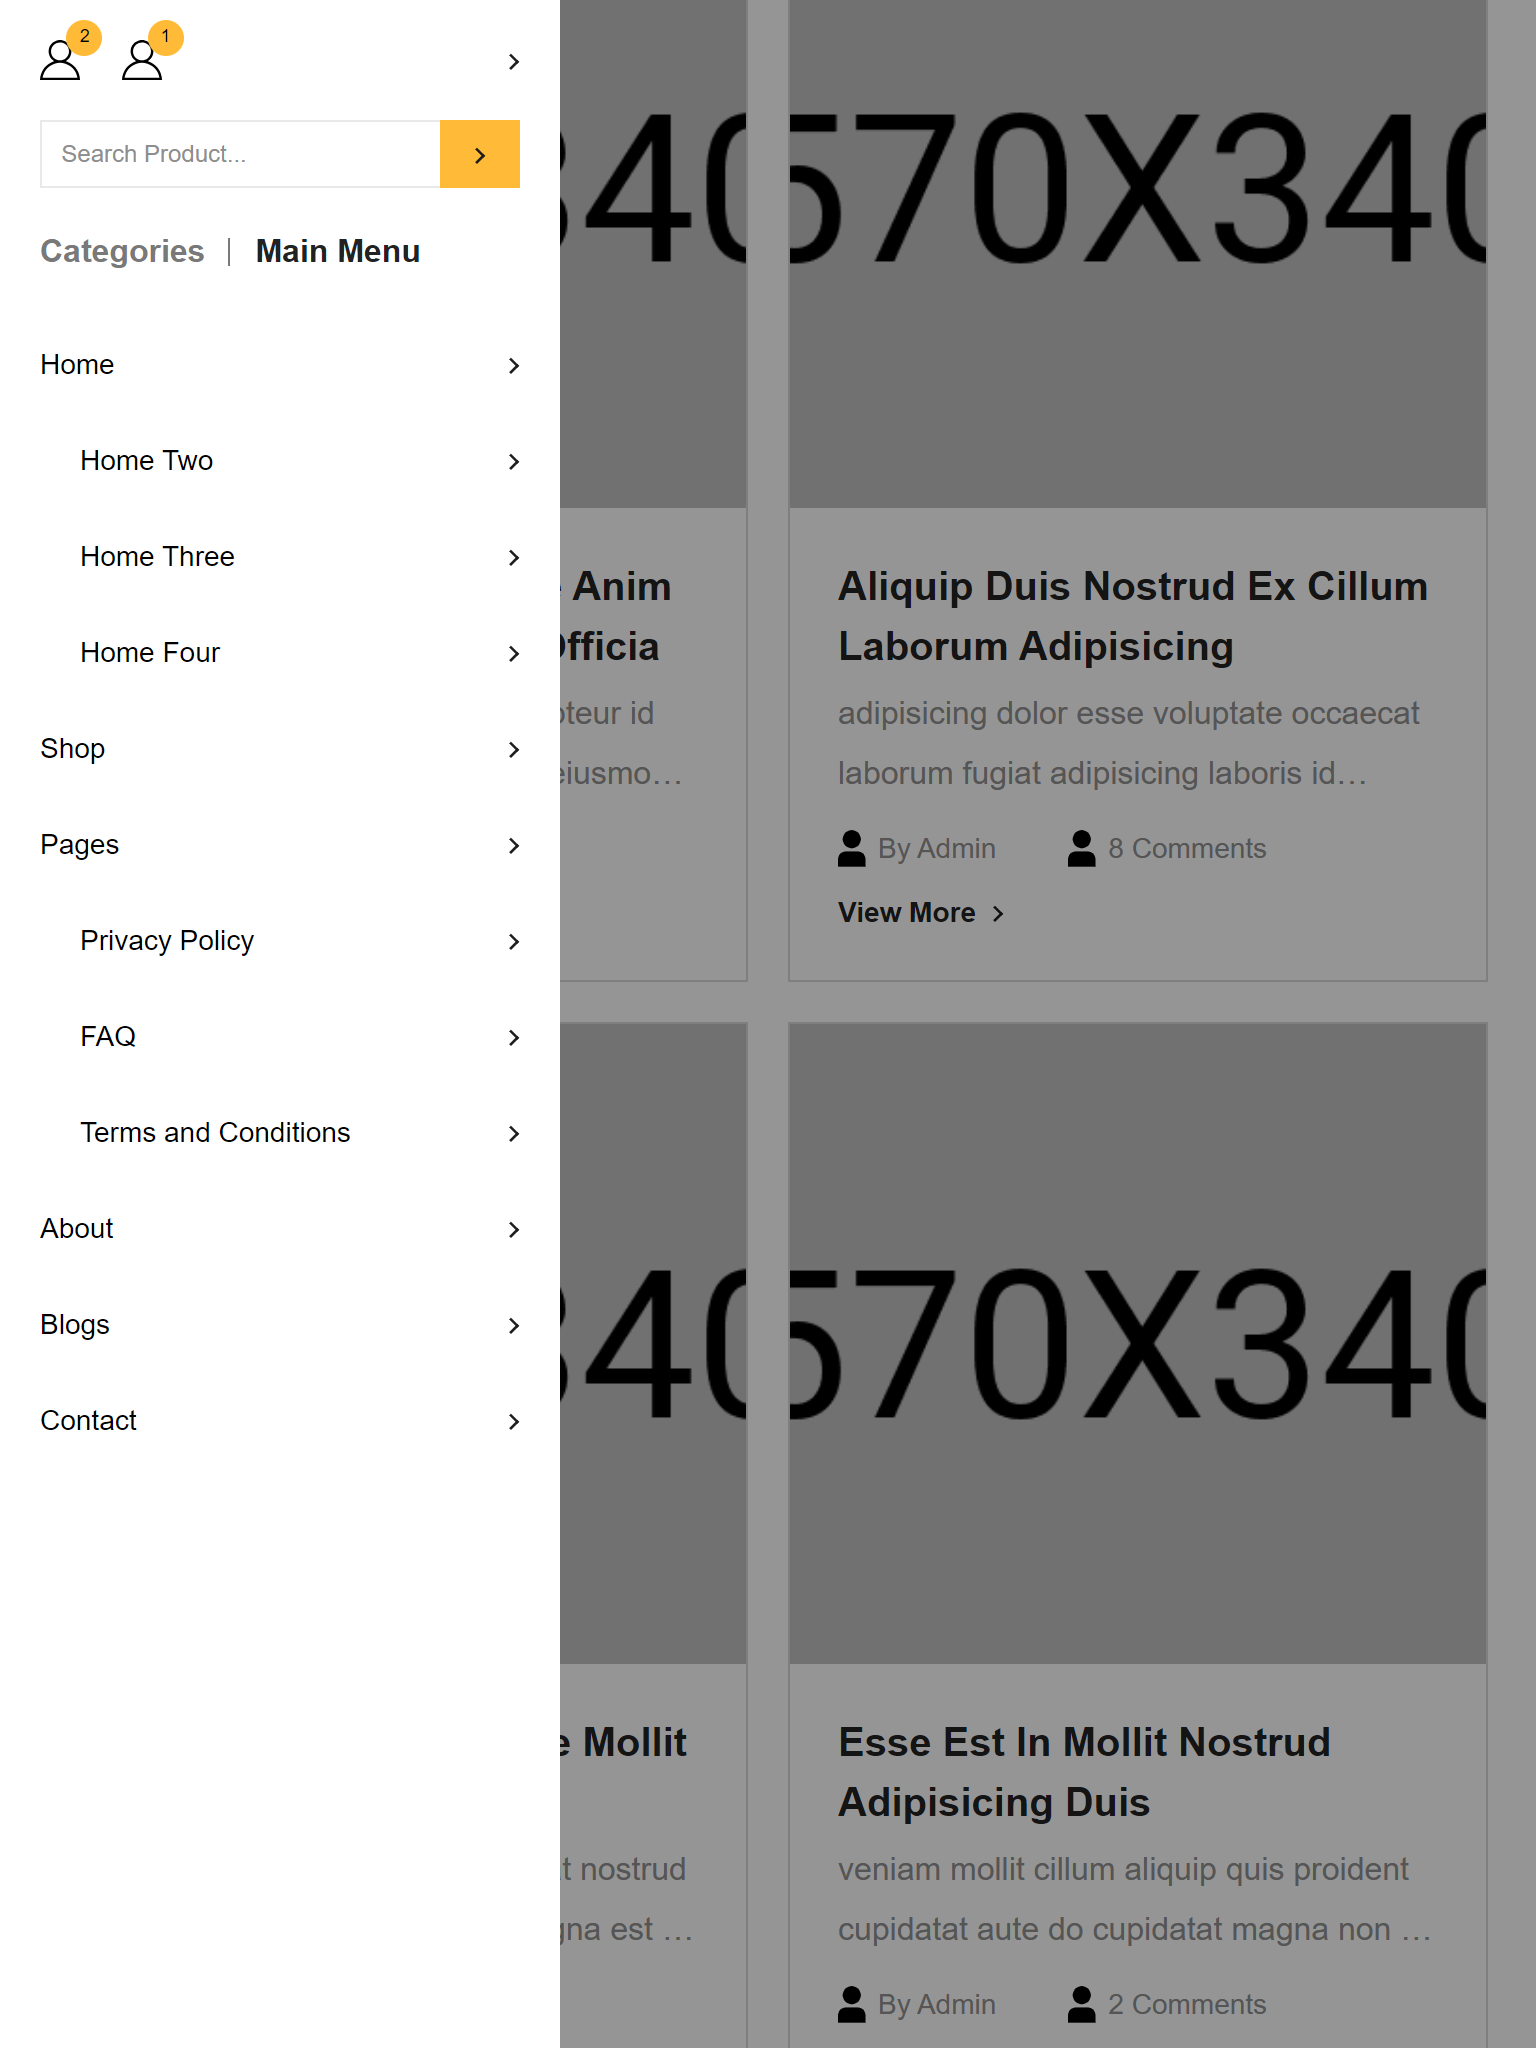 2
1
Search Product...
Categories
Main Menu
Home
Home Two
Home Three
Home Four
Shop
Pages
Privacy Policy
FAQ
Terms and Conditions
About
Blogs
Contact
340
570X340
Anim
Officia
id
Aliquip Duis Nostrud Ex Cillum
Laborum Adipisicing
adipisicing dolor esse voluptate occaecat
laborum fugiat adipisicing laboris id…
By Admin
8 Comments
View More
340
570X340
Mollit
nostrud
est …
Esse Est In Mollit Nostrud
Adipisicing Duis
veniam mollit cillum aliquip quis proident
cupidatat aute do cupidatat magna non …
By Admin
2 Comments